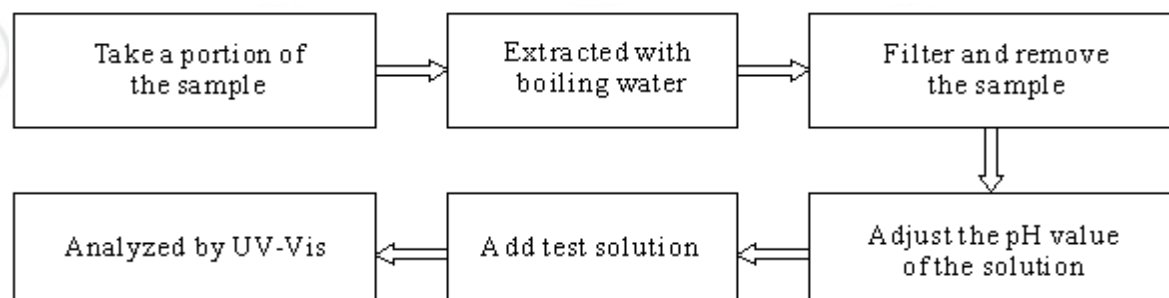 Take a portion of
the sample
Extracted with
boiling water
Filter and remove
the sample
Adjust the pH value
of the solution
Add test solution
Analyzed by UV-Vis